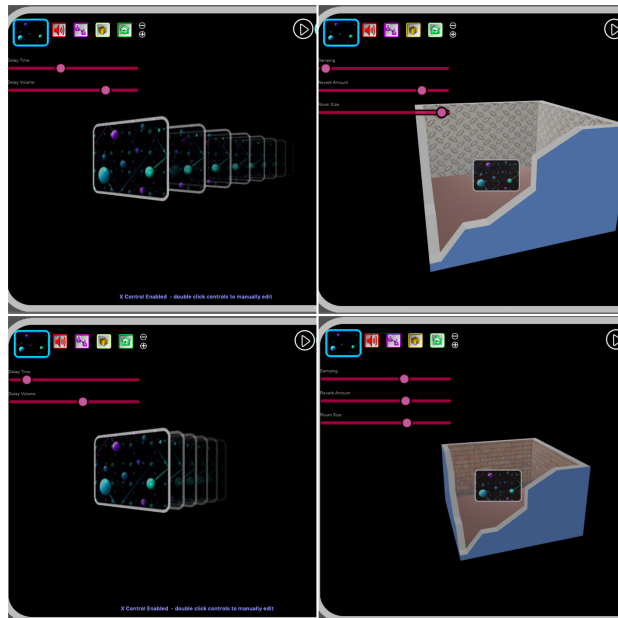 Delay Time
Delay Volume
X Control Enabled - double click controls to manually edit
Damping
Reverb Amount
Room Size
Delay Time
Delay Volume
X Control Enabled - double click controls to manually edit
Damping
Reverb Amount
Room Size